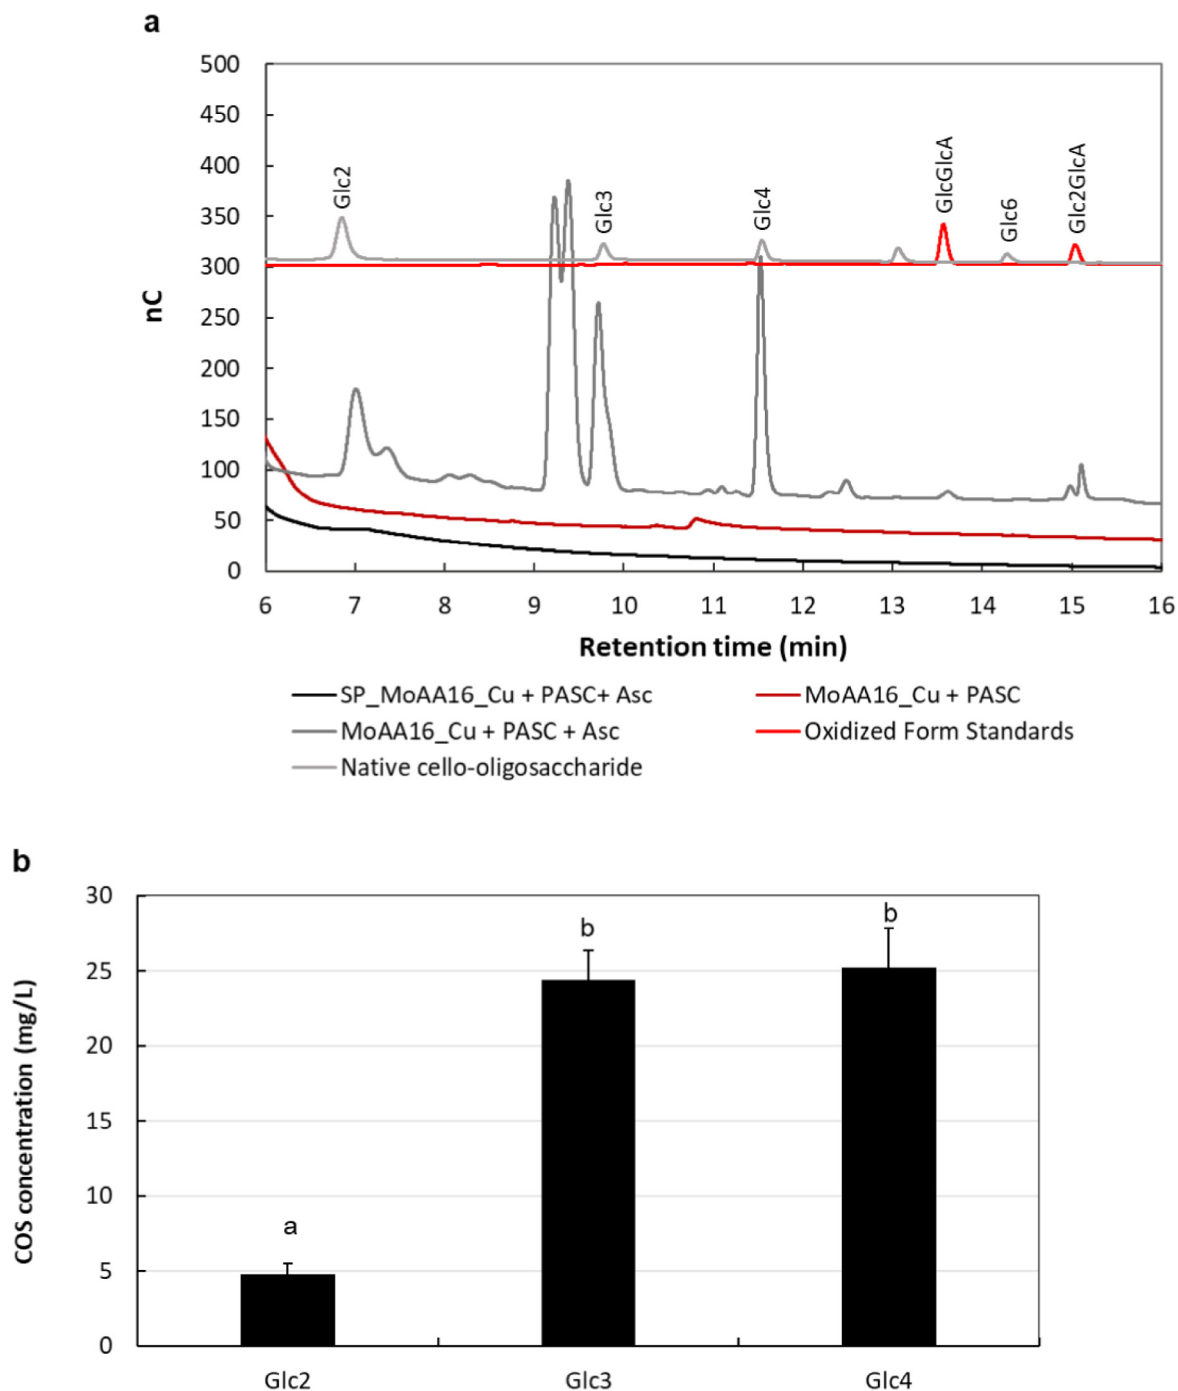 a
500
450
400
350
300
250
200
150
100
50
0
nC
Glc2
Glc3
Glc4
GlcGlcA
Glc6
Glc2GlcA
6 7 8 9 10 11 12 13 14 15 16
Retention time (min)
SP_MoAA16_Cu + PASC+ Asc
MoAA16_Cu + PASC
MoAA16_Cu + PASC + Asc
Oxidized Form Standards
Native cello-oligosaccharide
b
30
25
20
15
10
5
0
COS concentration (mg/L)
a
b
b
Glc2 Glc3 Glc4